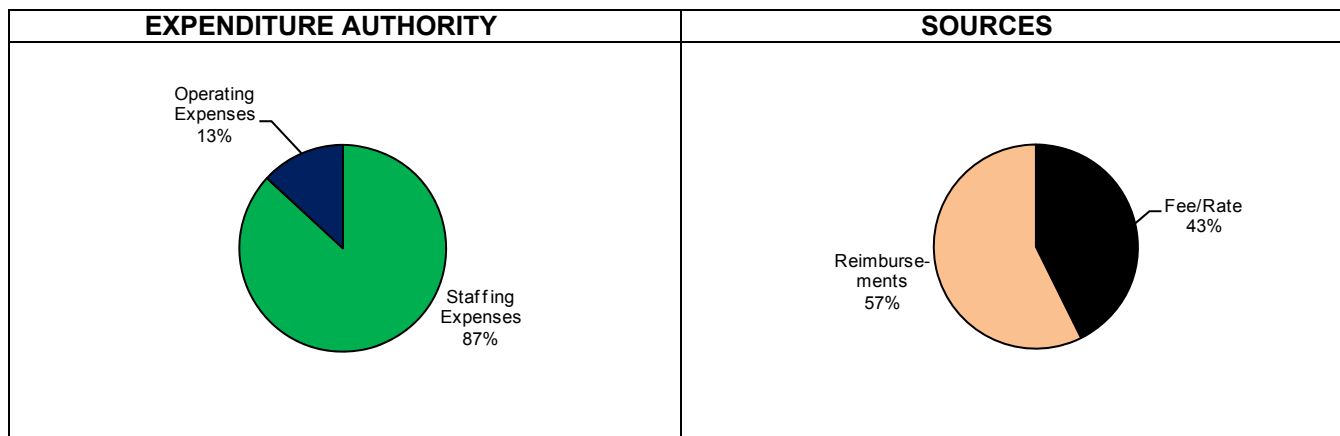 EXPENDITURE AUTHORITY
SOURCES
Operating
Expenses
13%
Staffing
Expenses
87%
Fee/Rate
43%
Reimburse-
ments
57%